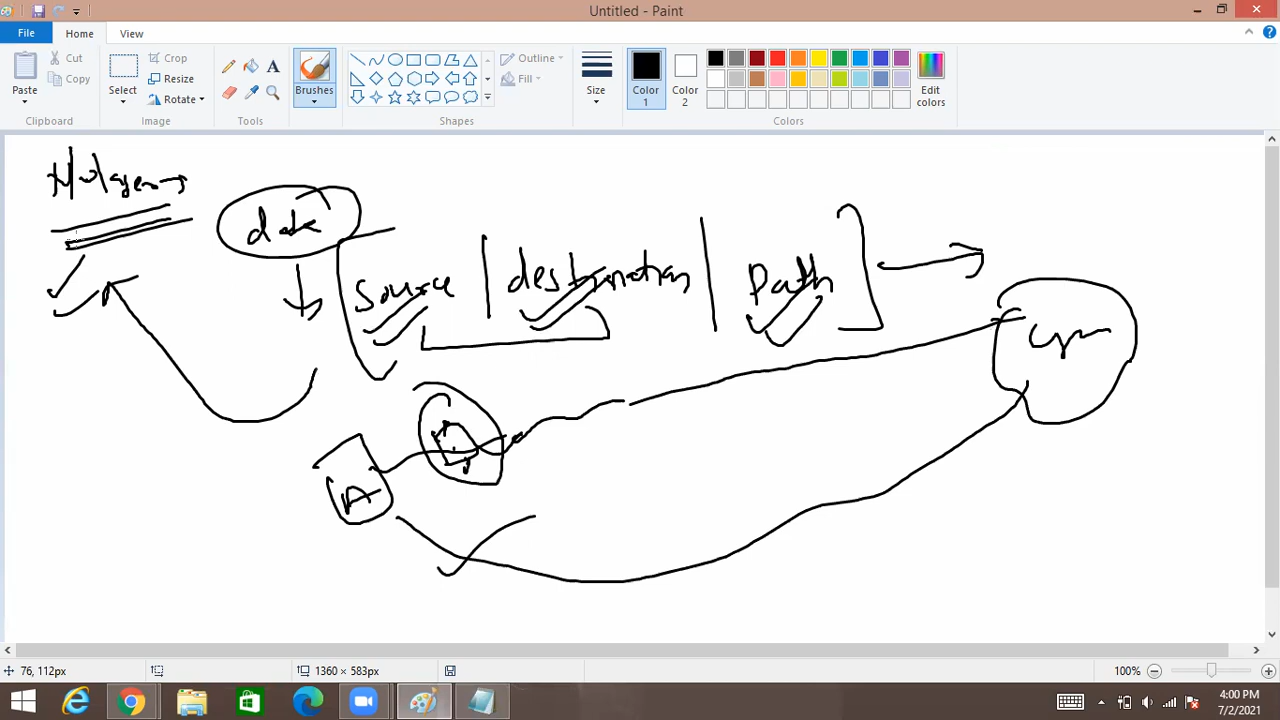 Untitled - Paint
File Home View
Paste Cut Copy
Clipboard
Select Crop Resize Rotate
Image
Tools
Brushes
Shapes
Outline Fill
Size
Color 1 Color 2
Edit colors
Colors
N layer →
data
Source | destination | Path
A
76, 112px 1360 × 583px 100%
4:00 PM
7/2/2021